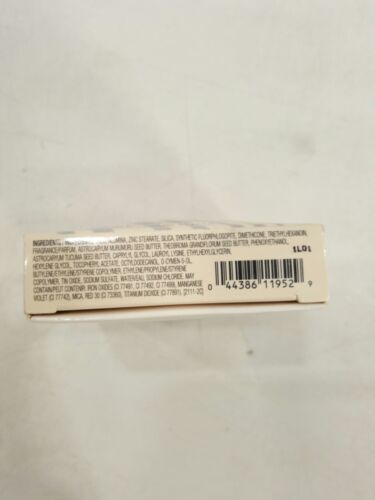 INGREDIENTS / ALUMINA, ZINC STEARATE, SILICA, SYNTHETIC FLUORPHLOGOPITE, DIMETHICONE, TRIETHYLHEXANOIN,
FRAGRANCE/PARFUM, ASTROCARYUM MURUMURU SEED BUTTER, THEOBROMA GRANDIFLORUM SEED BUTTER, PHENOXYETHANOL,
ASTROCARYUM TUCUMA SEED BUTTER, CAPRYLYL GLYCOL, LAUROYL LYSINE, ETHYLHEXYLGLYCERIN,
HEXYLENE GLYCOL, TOCOPHERYL ACETATE, OCTYLDODECANOL, O-CYMEN-5-OL,
BUTYLENE/ETHYLENE/STYRENE COPOLYMER, ETHYLENE/PROPYLENE/STYRENE
COPOLYMER, TIN OXIDE, SODIUM SULFATE, WATER/EAU, SODIUM CHLORIDE. MAY
CONTAIN/PEUT CONTENIR: IRON OXIDES (CI 77491, CI 77492, CI 77499), MANGANESE
VIOLET (CI 77742), MICA, RED 30 (CI 73360), TITANIUM DIOXIDE (CI 77891). [2111-2C]
1L01
0 44386 11952 9